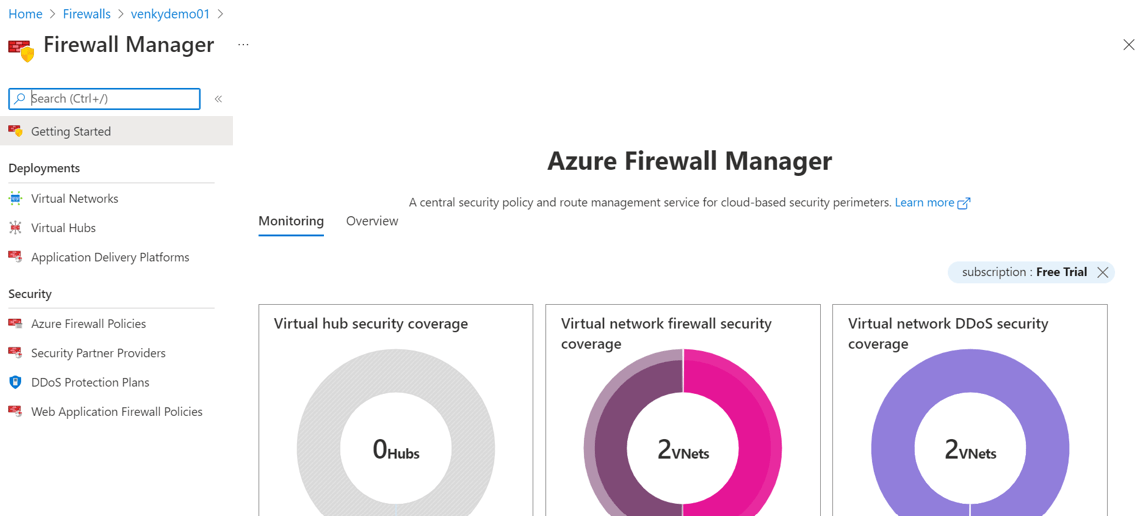 Home > Firewalls > venkydemo01 >
Firewall Manager ...
Search (Ctrl+/) «
Getting Started
Deployments
Virtual Networks
Virtual Hubs
Application Delivery Platforms
Security
Azure Firewall Policies
Security Partner Providers
DDoS Protection Plans
Web Application Firewall Policies
Azure Firewall Manager
A central security policy and route management service for cloud-based security perimeters. Learn more
Monitoring Overview
subscription : Free Trial
Virtual hub security coverage
0Hubs
Virtual network firewall security
coverage
2VNets
Virtual network DDoS security
coverage
2VNets